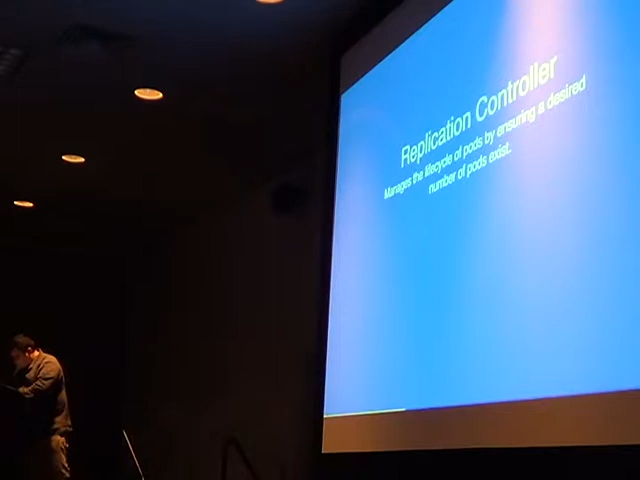 Replication Controller
Manages the lifecycle of pods by ensuring a desired
number of pods exist.